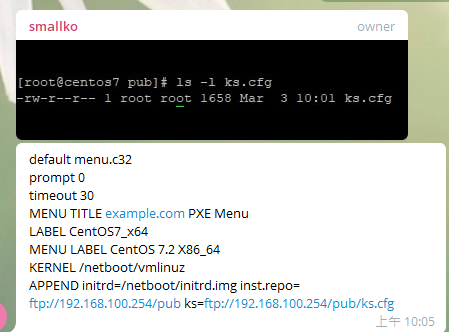 smallko owner
[root@centos7 pub]# ls -l ks.cfg
-rw-r--r-- 1 root root 1658 Mar  3 10:01 ks.cfg
default menu.c32
prompt 0
timeout 30
MENU TITLE example.com PXE Menu
LABEL CentOS7_x64
MENU LABEL CentOS 7.2 X86_64
KERNEL /netboot/vmlinuz
APPEND initrd=/netboot/initrd.img inst.repo=
ftp://192.168.100.254/pub ks=ftp://192.168.100.254/pub/ks.cfg
上午 10:05